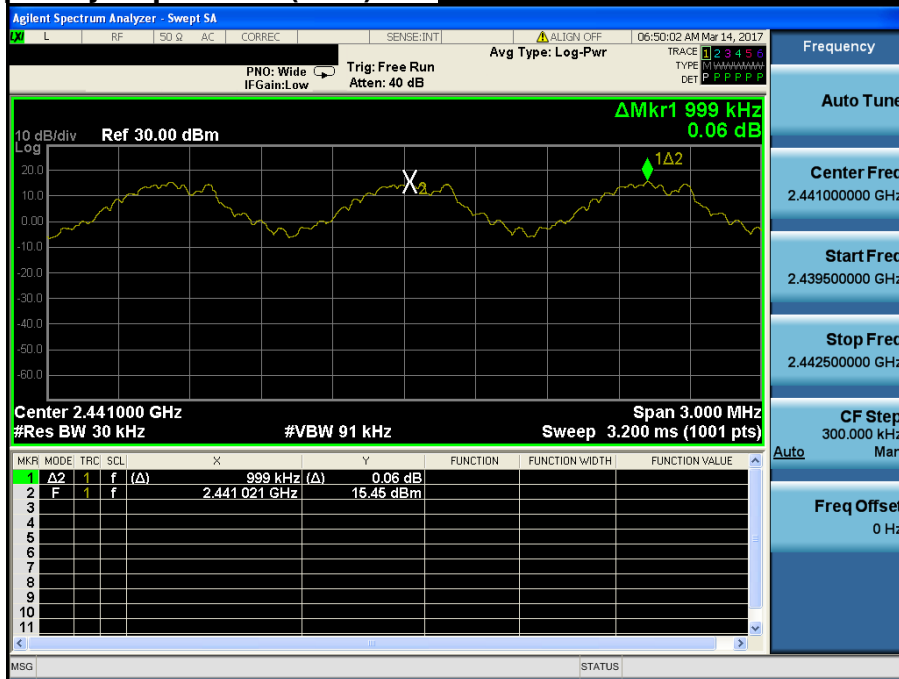 Agilent Spectrum Analyzer - Swept SA
LXI L RF 50 Ω AC CORREC SENSE:INT ALIGN OFF 06:50:02 AM Mar 14, 2017
Avg Type: Log-Pwr TRACE 1 2 3 4 5 6
PNO: Wide Trig: Free Run TYPE M WWWWW
IFGain:Low Atten: 40 dB DET P P P P P P
Frequency
ΔMkr1 999 kHz
0.06 dB
10 dB/div Ref 30.00 dBm
Log
1Δ2
20.0
X2
10.0
0.00
-10.0
-20.0
-30.0
-40.0
-50.0
-60.0
Center 2.441000 GHz Span 3.000 MHz
#Res BW 30 kHz #VBW 91 kHz Sweep 3.200 ms (1001 pts)
MKR MODE TRC SCL X Y FUNCTION FUNCTION WIDTH FUNCTION VALUE
1 Δ2 1 f (Δ) 999 kHz (Δ) 0.06 dB
2 F 1 f 2.441 021 GHz 15.45 dBm
3
4
5
6
7
8
9
10
11
MSG STATUS
Auto Tune
Center Freq
2.441000000 GHz
Start Freq
2.439500000 GHz
Stop Freq
2.442500000 GHz
CF Step
300.000 kHz
Auto Man
Freq Offset
0 Hz